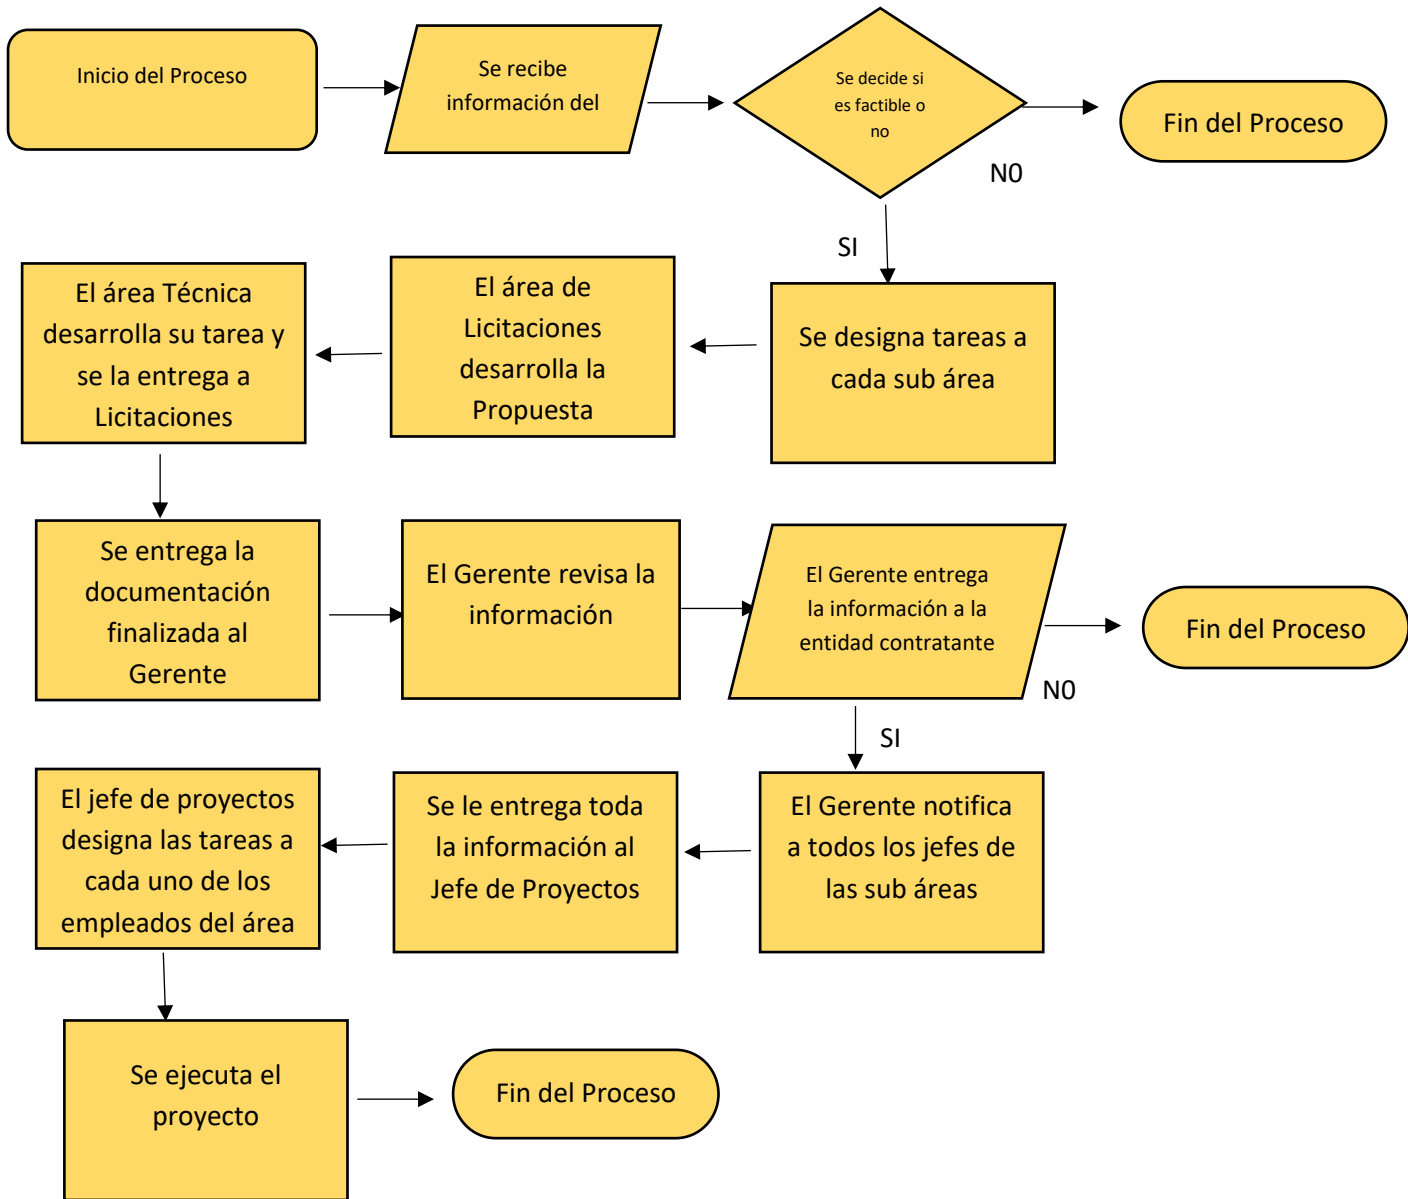 Inicio del Proceso
Se recibe
información del
Se decide si
es factible o
no
Fin del Proceso
N0
SI
El área Técnica
desarrolla su tarea y
se la entrega a
Licitaciones
El área de
Licitaciones
desarrolla la
Propuesta
Se designa tareas a
cada sub área
Se entrega la
documentación
finalizada al
Gerente
El Gerente revisa la
información
El Gerente entrega
la información a la
entidad contratante
Fin del Proceso
N0
SI
El jefe de proyectos
designa las tareas a
cada uno de los
empleados del área
Se le entrega toda
la información al
Jefe de Proyectos
El Gerente notifica
a todos los jefes de
las sub áreas
Se ejecuta el
proyecto
Fin del Proceso